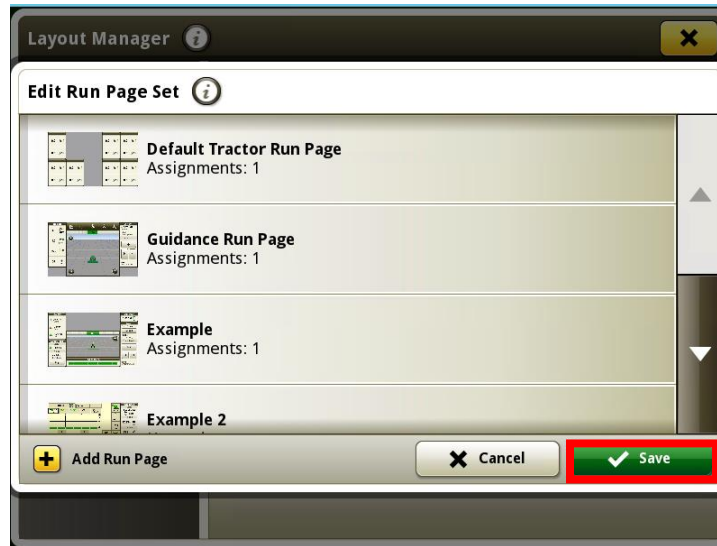 Layout Manager i
Edit Run Page Set i
Default Tractor Run Page
Assignments: 1
Guidance Run Page
Assignments: 1
Example
Assignments: 1
Example 2
Add Run Page
Cancel
Save